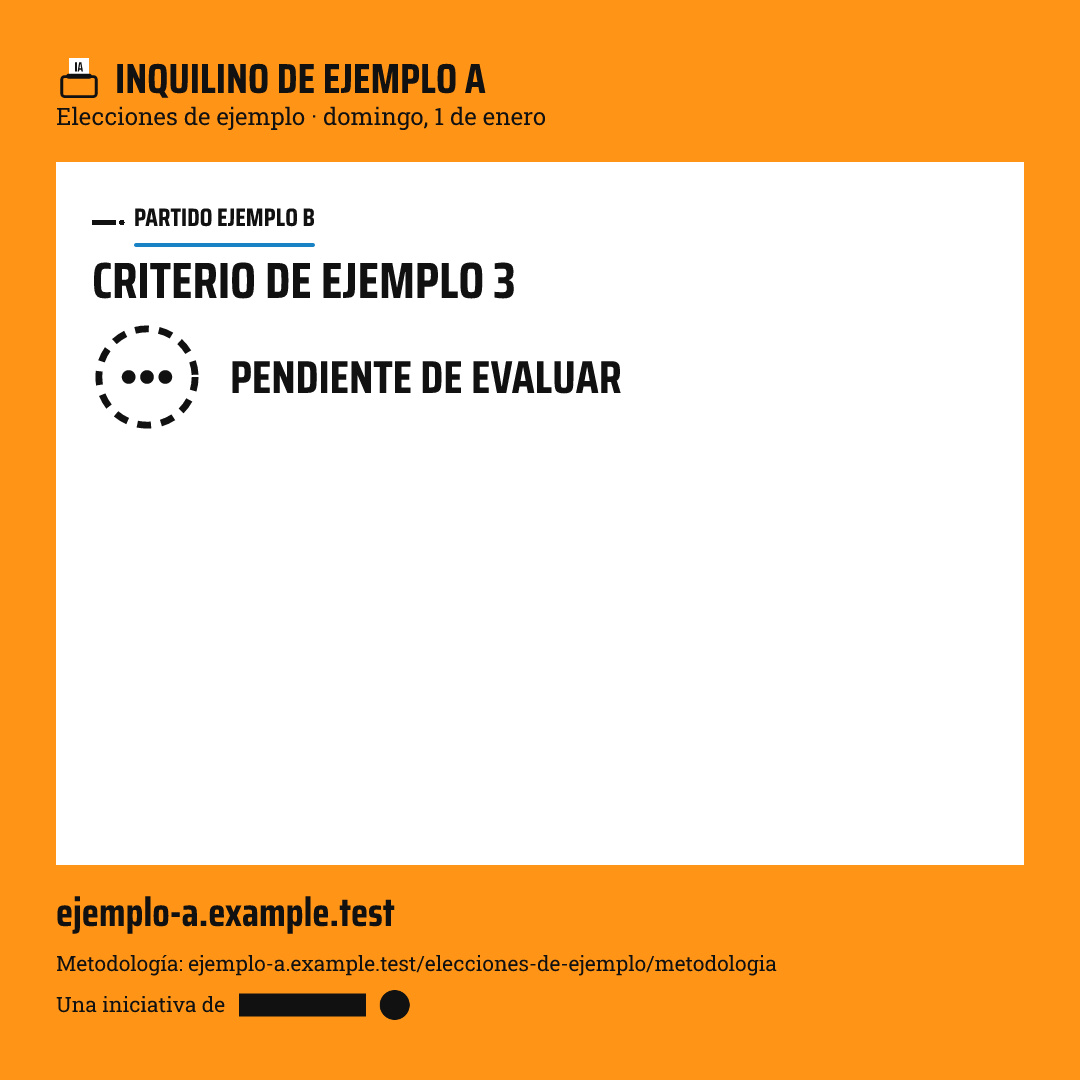 IA
INQUILINO DE EJEMPLO A
Elecciones de ejemplo · domingo, 1 de enero
PARTIDO EJEMPLO B
CRITERIO DE EJEMPLO 3
PENDIENTE DE EVALUAR
ejemplo-a.example.test
Metodología: ejemplo-a.example.test/elecciones-de-ejemplo/metodologia
Una iniciativa de